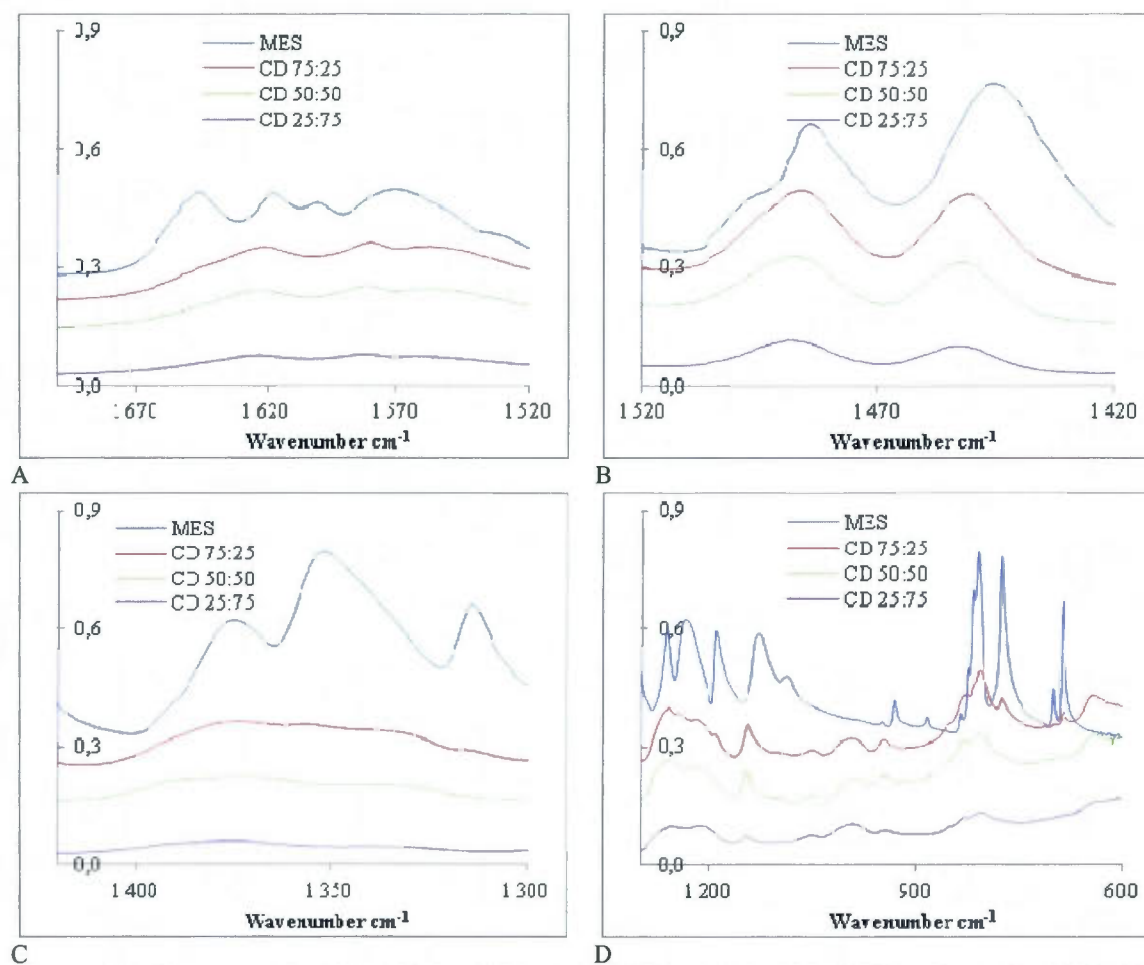 0,9
MES
CD 75:25
CD 50:50
CD 25:75
0,6
0,3
0,0
1 670
1 620
1 570
1 520
Wavenumber cm-1
A
0,9
MES
CD 75:25
CD 50:50
CD 25:75
0,6
0,3
0,0
1 520
1 470
1 420
Wavenumber cm-1
B
0,9
MES
CD 75:25
CD 50:50
CD 25:75
0,6
0,3
0,0
1 400
1 350
1 300
Wavenumber cm-1
C
0,9
MES
CD 75:25
CD 50:50
CD 25:75
0,6
0,3
0,0
1 200
900
600
Wavenumber cm-1
D